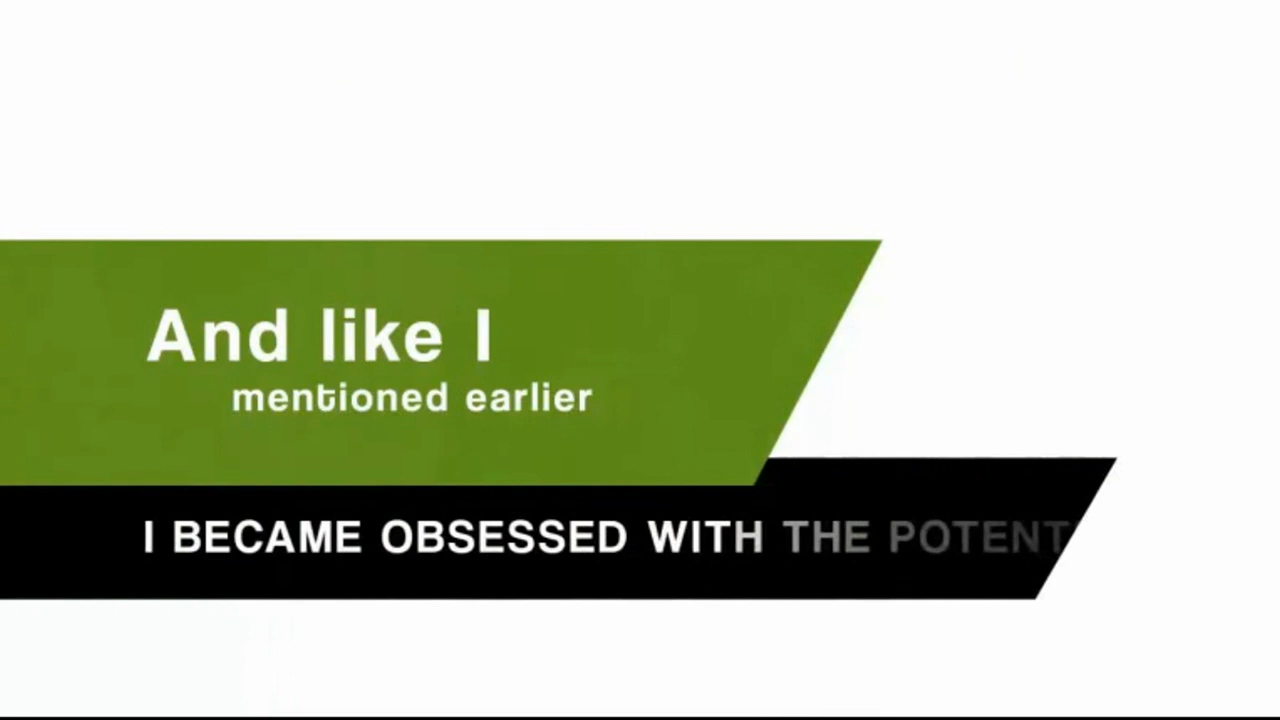 And like I
mentioned earlier
I BECAME OBSESSED WITH THE POTENT